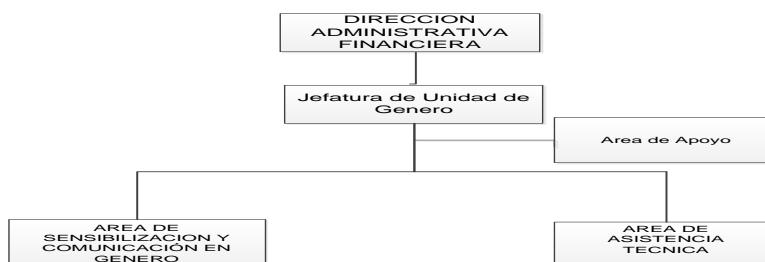 DIRECCION
ADMINISTRATIVA
FINANCIERA
Jefatura de Unidad de
Genero
Area de Apoyo
AREA DE
SENSIBILIZACION Y
COMUNICACIÓN EN
GENERO
AREA DE
ASISTENCIA
TECNICA